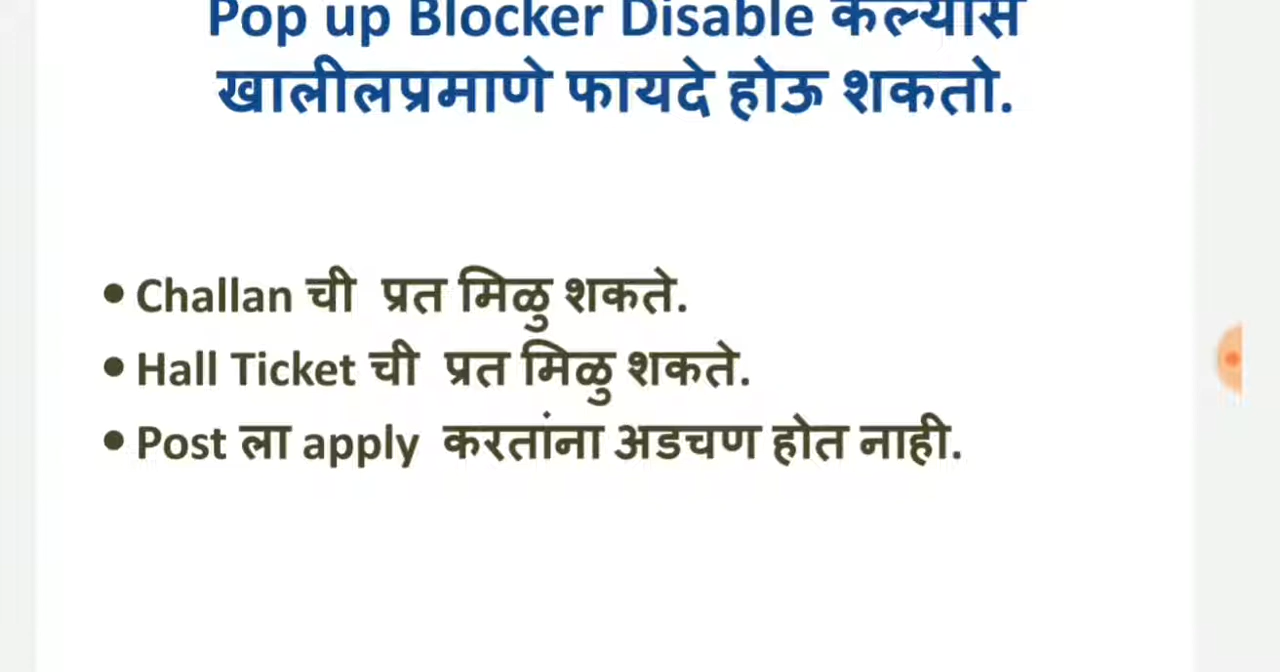 Pop up Blocker Disable केल्यास
खालीलप्रमाणे फायदे होऊ शकतो.
• Challan ची प्रत मिळु शकते.
• Hall Ticket ची प्रत मिळु शकते.
• Post ला apply करतांना अडचण होत नाही.